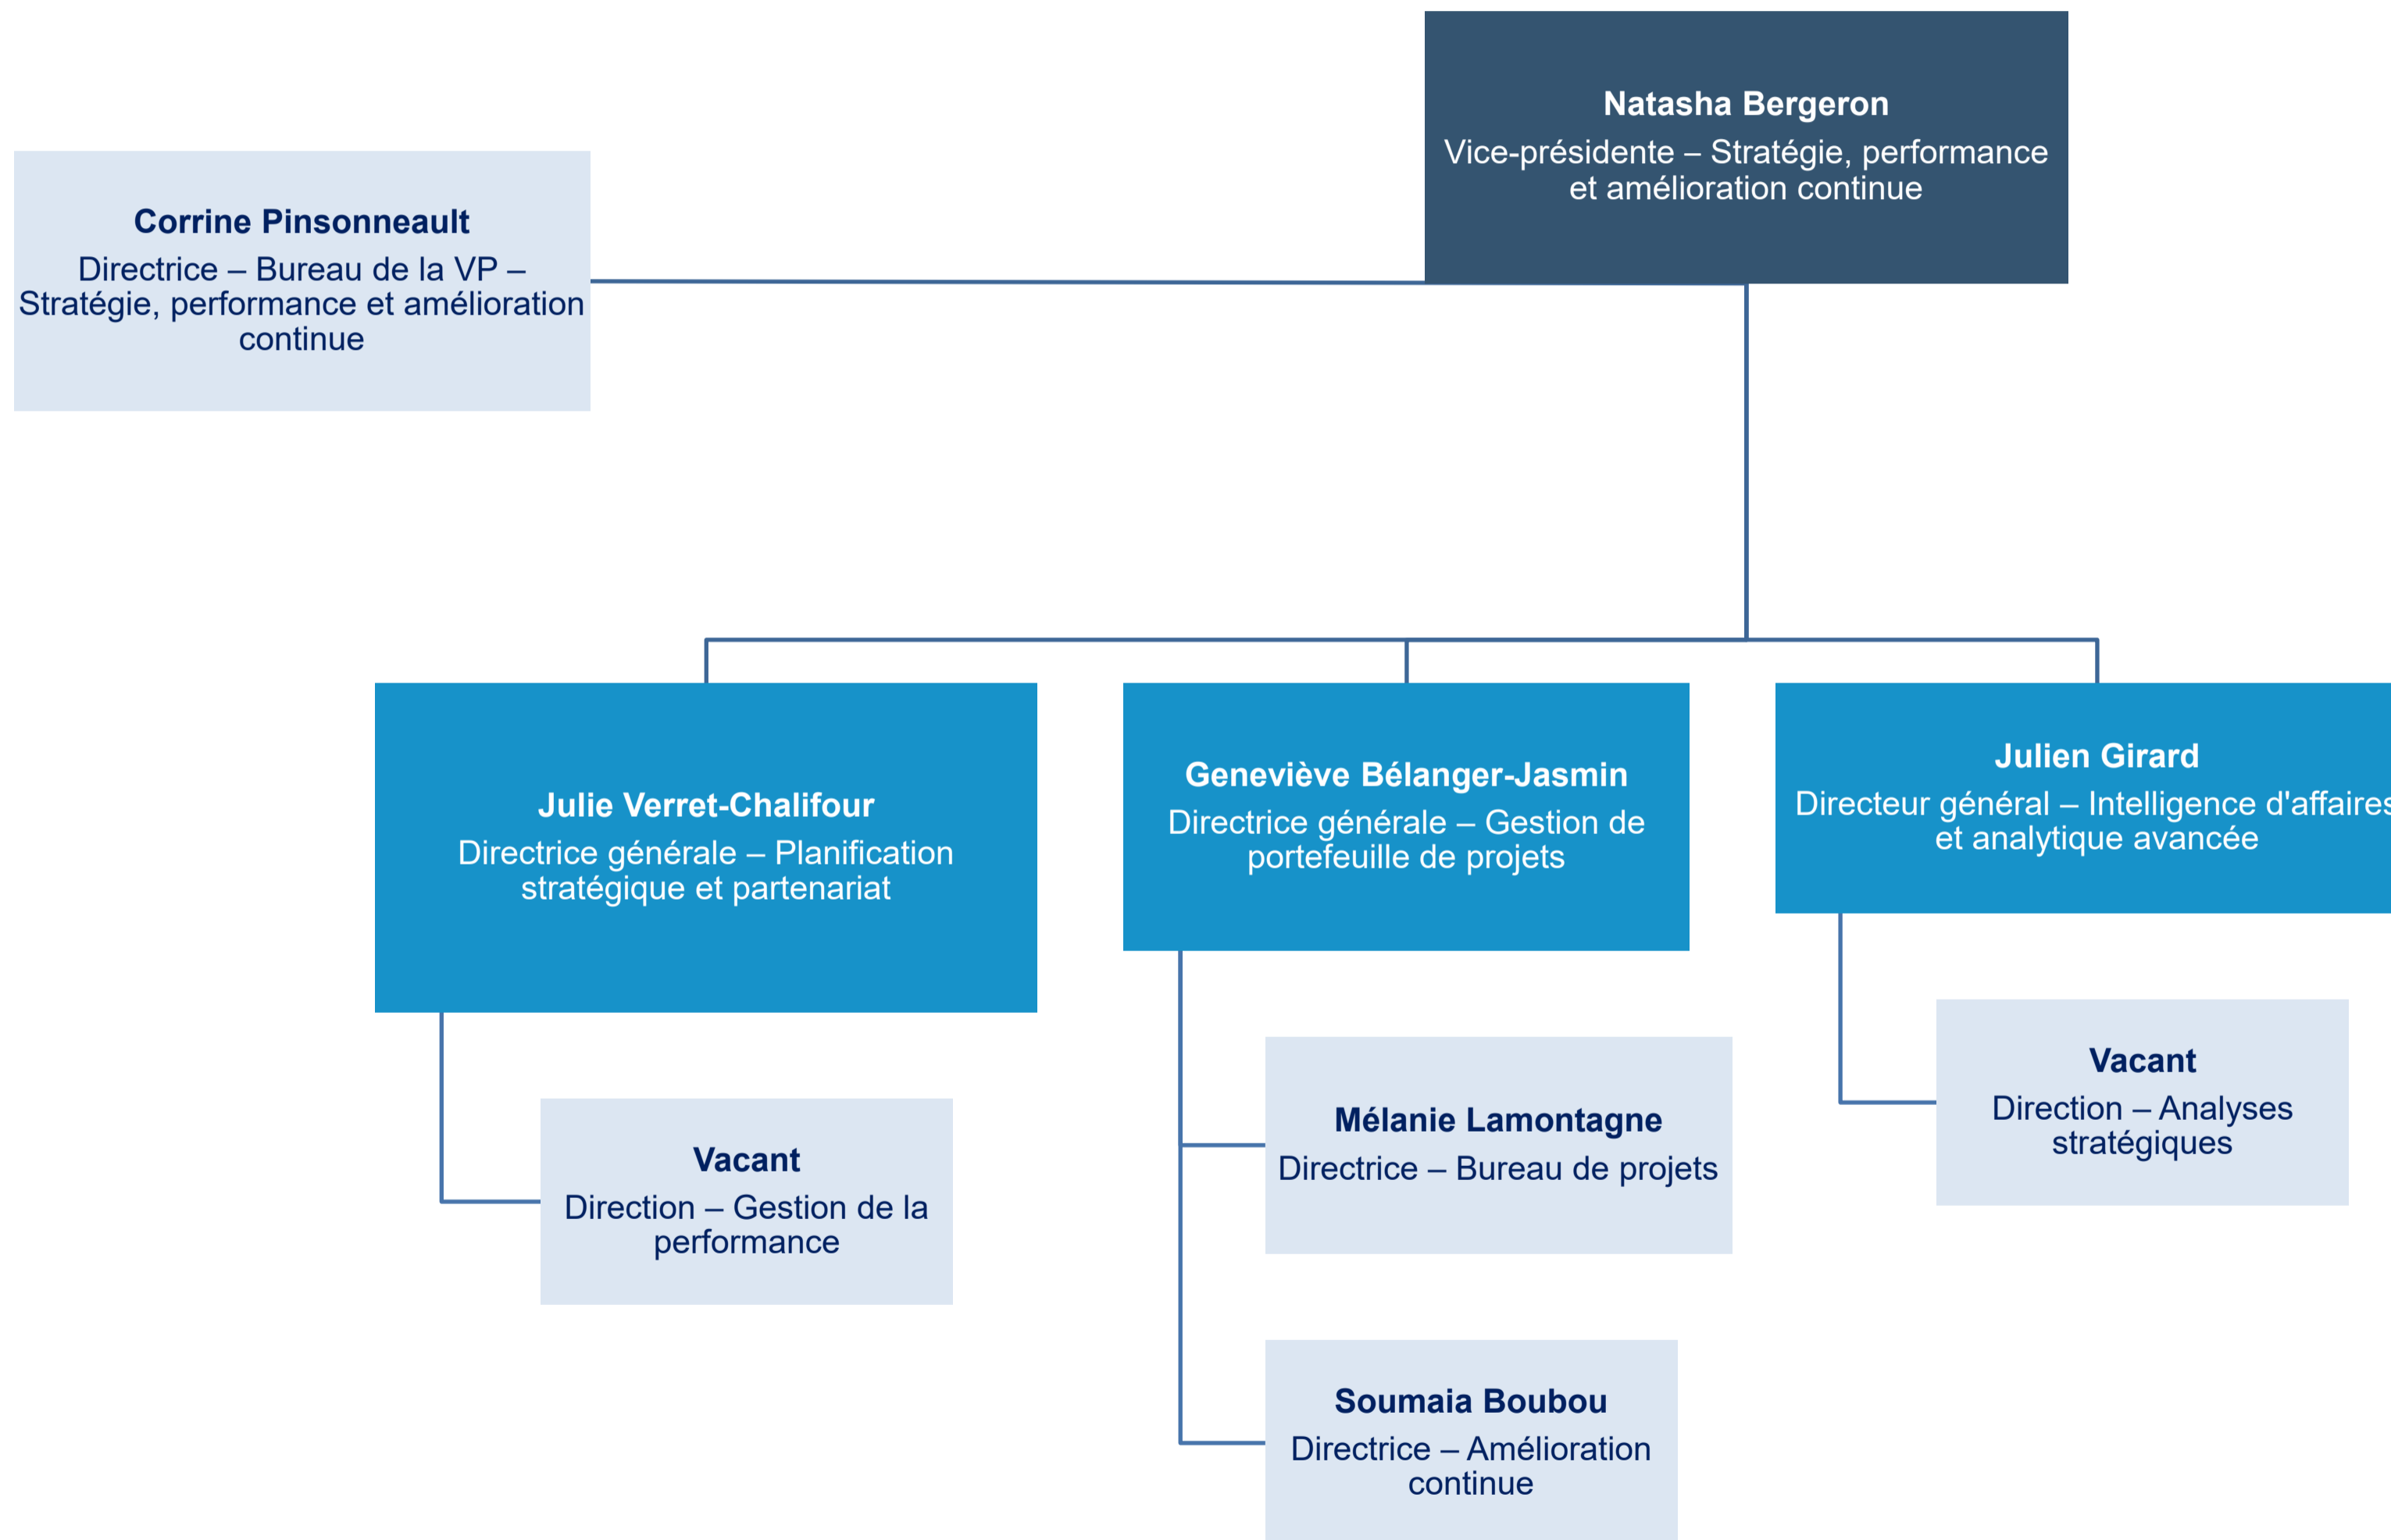 Natasha Bergeron
Vice-présidente – Stratégie, performance
et amélioration continue
Corrine Pinsonneault
Directrice – Bureau de la VP –
Stratégie, performance et amélioration
continue
Julie Verret-Chalifour
Directrice générale – Planification
stratégique et partenariat
Vacant
Direction – Gestion de la
performance
Geneviève Bélanger-Jasmin
Directrice générale – Gestion de
portefeuille de projets
Mélanie Lamontagne
Directrice – Bureau de projets
Soumaia Boubou
Directrice – Amélioration
continue
Julien Girard
Directeur général – Intelligence d'affaires
et analytique avancée
Vacant
Direction – Analyses
stratégiques